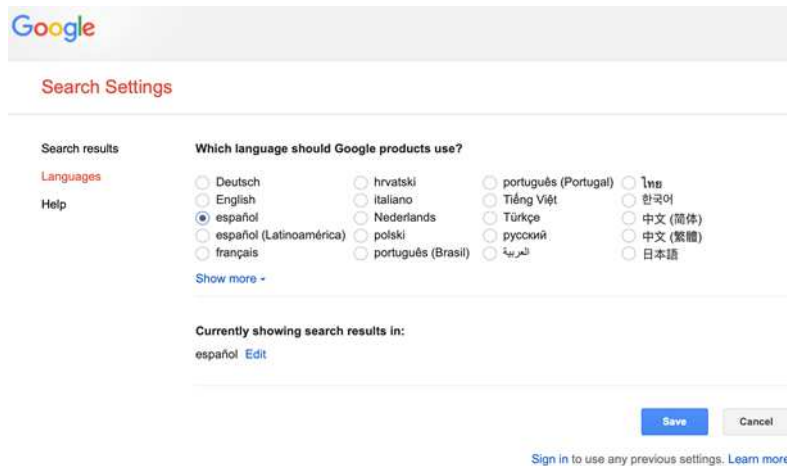 Google
Search Settings
Search results
Languages
Help
Which language should Google products use?
Deutsch
English
español
español (Latinoamérica)
français
hrvatski
italiano
Nederlands
polski
português (Brasil)
português (Portugal)
Tiếng Việt
Türkçe
русский
العربية
ไทย
한국어
中文 (简体)
中文 (繁體)
日本語
Show more
Currently showing search results in:
español Edit
Save Cancel
Sign in to use any previous settings. Learn more